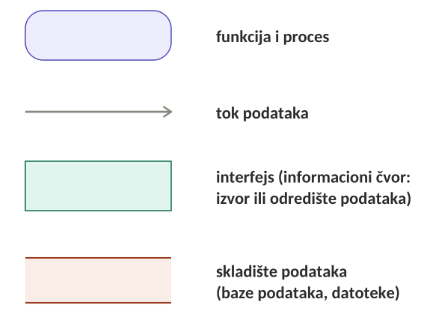 funkcija i proces
tok podataka
interfejs (informacioni čvor:
izvor ili odredište podataka)
skladište podataka
(baze podataka, datoteke)